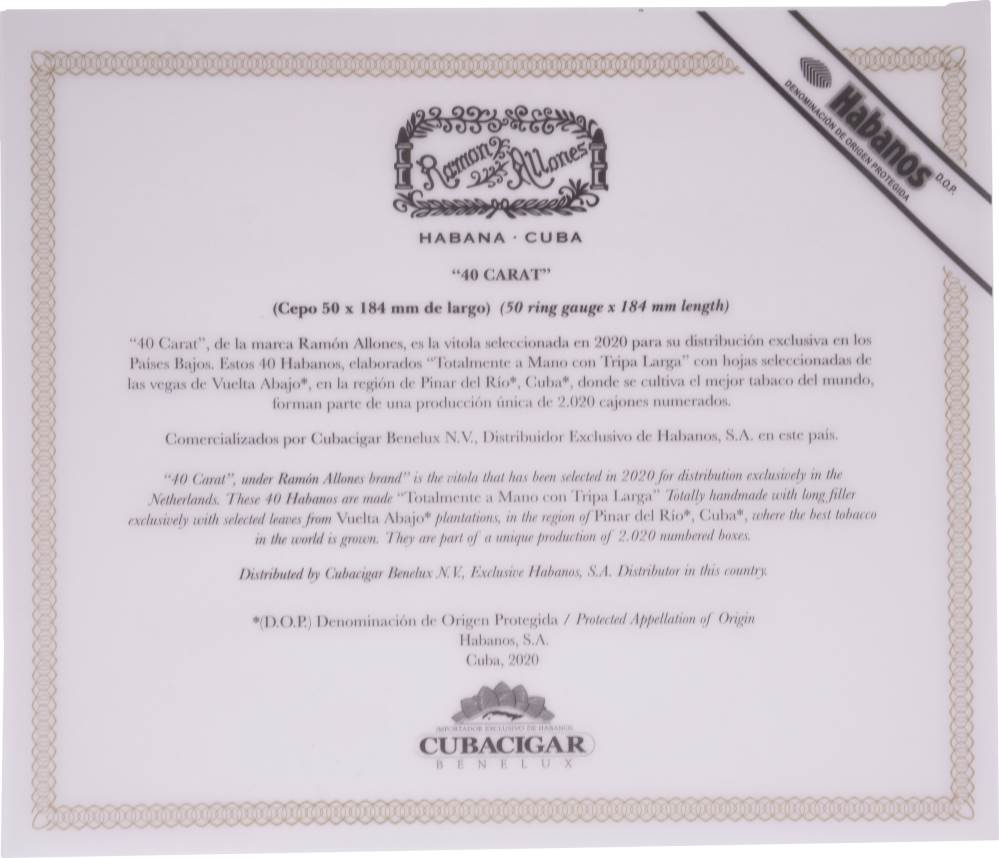 Habanos
D.O.P.
DENOMINACIÓN DE ORIGEN PROTEGIDA
Ramon Allones
HABANA · CUBA
“40 CARAT”
(Cepo 50 x 184 mm de largo) (50 ring gauge x 184 mm length)
“40 Carat”, de la marca Ramón Allones, es la vitola seleccionada en 2020 para su distribución exclusiva en los
Países Bajos. Estos 40 Habanos, elaborados “Totalmente a Mano con Tripa Larga” con hojas seleccionadas de
las vegas de Vuelta Abajo*, en la región de Pinar del Río*, Cuba*, donde se cultiva el mejor tabaco del mundo,
forman parte de una producción única de 2.020 cajones numerados.
Comercializados por Cubacigar Benelux N.V., Distribuidor Exclusivo de Habanos, S.A. en este país.
“40 Carat”, under Ramón Allones brand” is the vitola that has been selected in 2020 for distribution exclusively in the
Netherlands. These 40 Habanos are made “Totalmente a Mano con Tripa Larga” Totally handmade with long filler
exclusively with selected leaves from Vuelta Abajo* plantations, in the region of Pinar del Río*, Cuba*, where the best tobacco
in the world is grown. They are part of a unique production of 2.020 numbered boxes.
Distributed by Cubacigar Benelux N.V., Exclusive Habanos, S.A. Distributor in this country.
*(D.O.P.) Denominación de Origen Protegida / Protected Appellation of Origin
Habanos, S.A.
Cuba, 2020
IMPORTADOR EXCLUSIVO DE HABANOS
CUBACIGAR
BENELUX